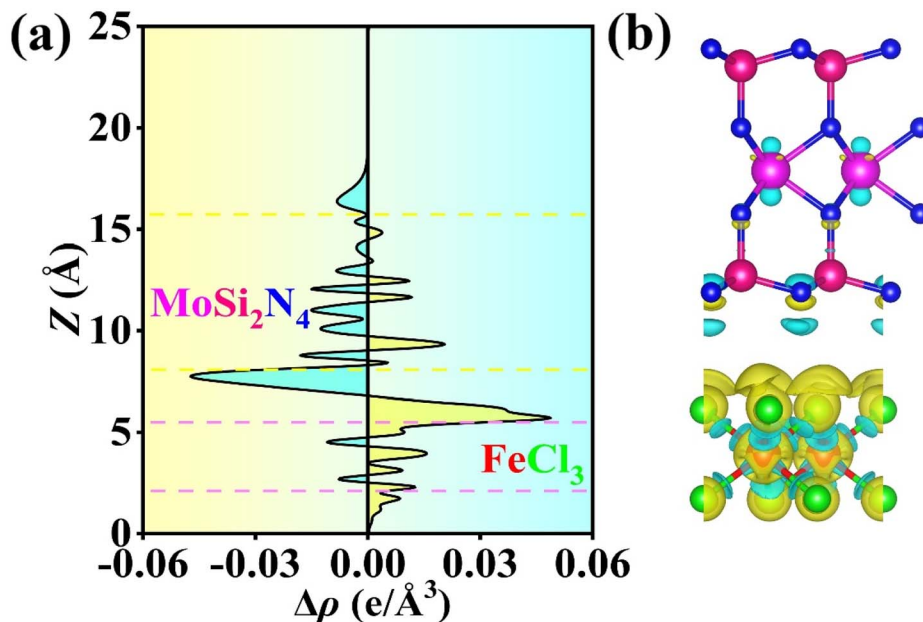 (a)
(b)
25
20
15
10
5
0
Z (Å)
MoSi₂N₄
FeCl₃
-0.06 -0.03 0.00 0.03 0.06
Δρ (e/Å³)